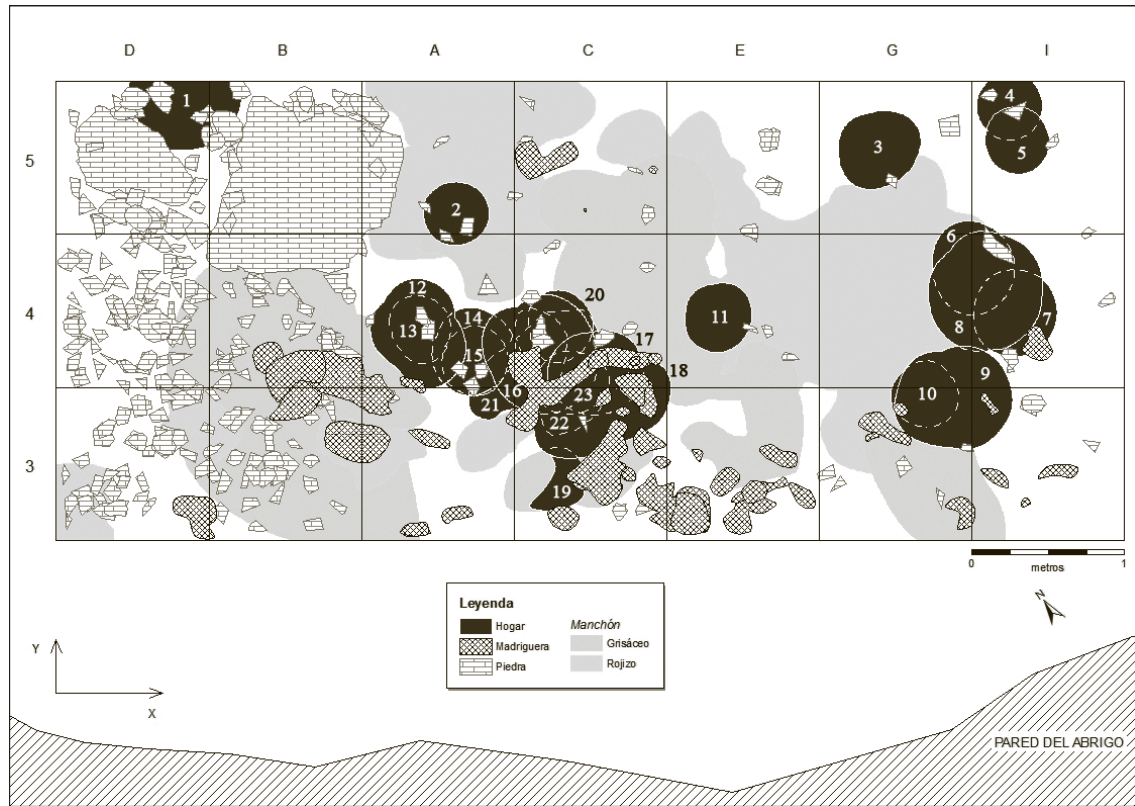 D B A C E G I
5
4
3
1
2
3
4
5
6
7
8
9
10
11
12
13
14
15
16
17
18
19
20
21
22
23
0 1
metros
N
Leyenda
Hogar
Madriguera
Piedra
Manchón
Grisáceo
Rojizo
Y
X
PARED DEL ABRIGO